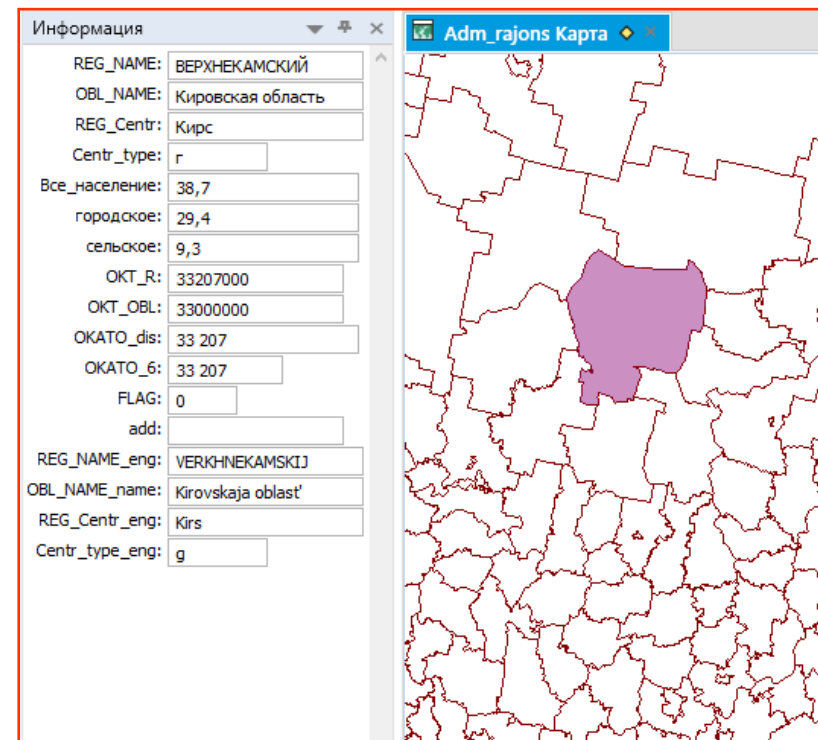 Информация
Adm_rajons Карта
REG_NAME: ВЕРХНЕКАМСКИЙ
OBL_NAME: Кировская область
REG_Centr: Кирс
Centr_type: г
Все_население: 38,7
городское: 29,4
сельское: 9,3
OKT_R: 33207000
OKT_OBL: 33000000
OKATO_dis: 33 207
OKATO_6: 33 207
FLAG: 0
add:
REG_NAME_eng: VERKHNEKAMSKIJ
OBL_NAME_name: Kirovskaja oblast'
REG_Centr_eng: Kirs
Centr_type_eng: g